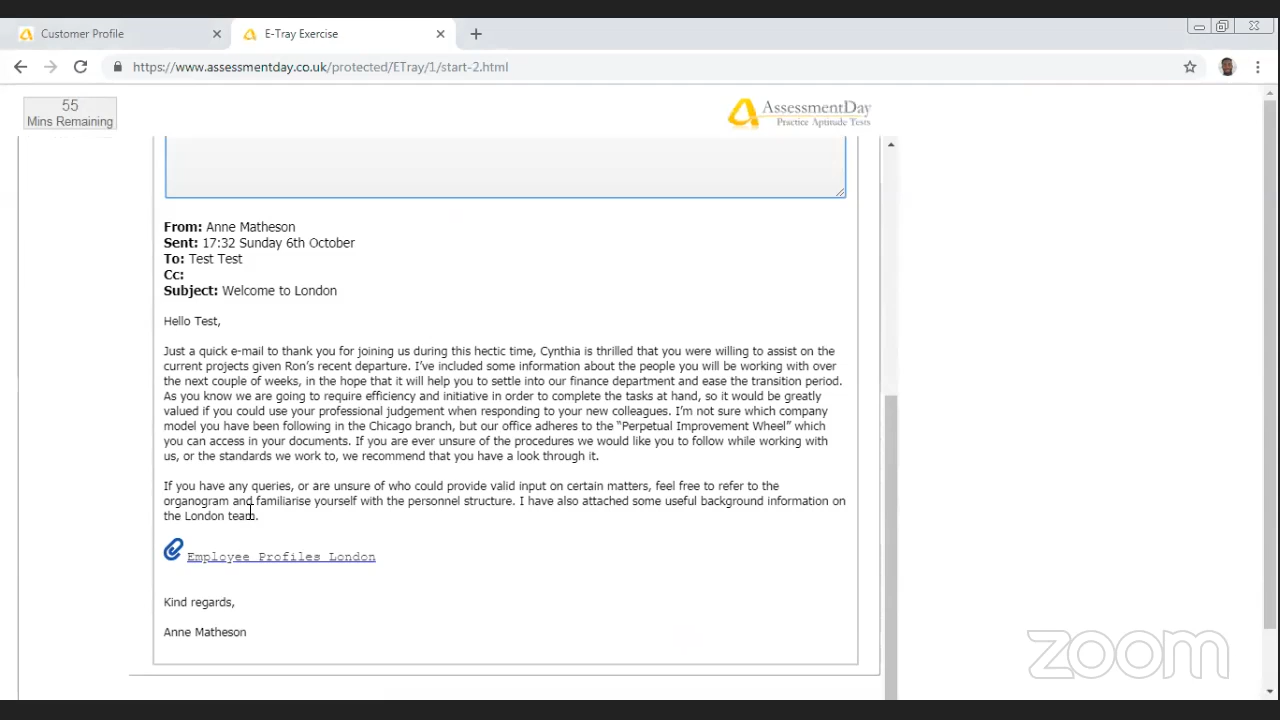 Customer Profile
E-Tray Exercise
https://www.assessmentday.co.uk/protected/ETray/1/start-2.html
55
Mins Remaining
AssessmentDay
Practice Aptitude Tests
From: Anne Matheson
Sent: 17:32 Sunday 6th October
To: Test Test
Cc:
Subject: Welcome to London
Hello Test,
Just a quick e-mail to thank you for joining us during this hectic time, Cynthia is thrilled that you were willing to assist on the
current projects given Ron's recent departure. I've included some information about the people you will be working with over
the next couple of weeks, in the hope that it will help you to settle into our finance department and ease the transition period.
As you know we are going to require efficiency and initiative in order to complete the tasks at hand, so it would be greatly
valued if you could use your professional judgement when responding to your new colleagues. I'm not sure which company
model you have been following in the Chicago branch, but our office adheres to the "Perpetual Improvement Wheel" which
you can access in your documents. If you are ever unsure of the procedures we would like you to follow while working with
us, or the standards we work to, we recommend that you have a look through it.
If you have any queries, or are unsure of who could provide valid input on certain matters, feel free to refer to the
organogram and familiarise yourself with the personnel structure. I have also attached some useful background information on
the London team.
Employee Profiles London
Kind regards,
Anne Matheson
zoom